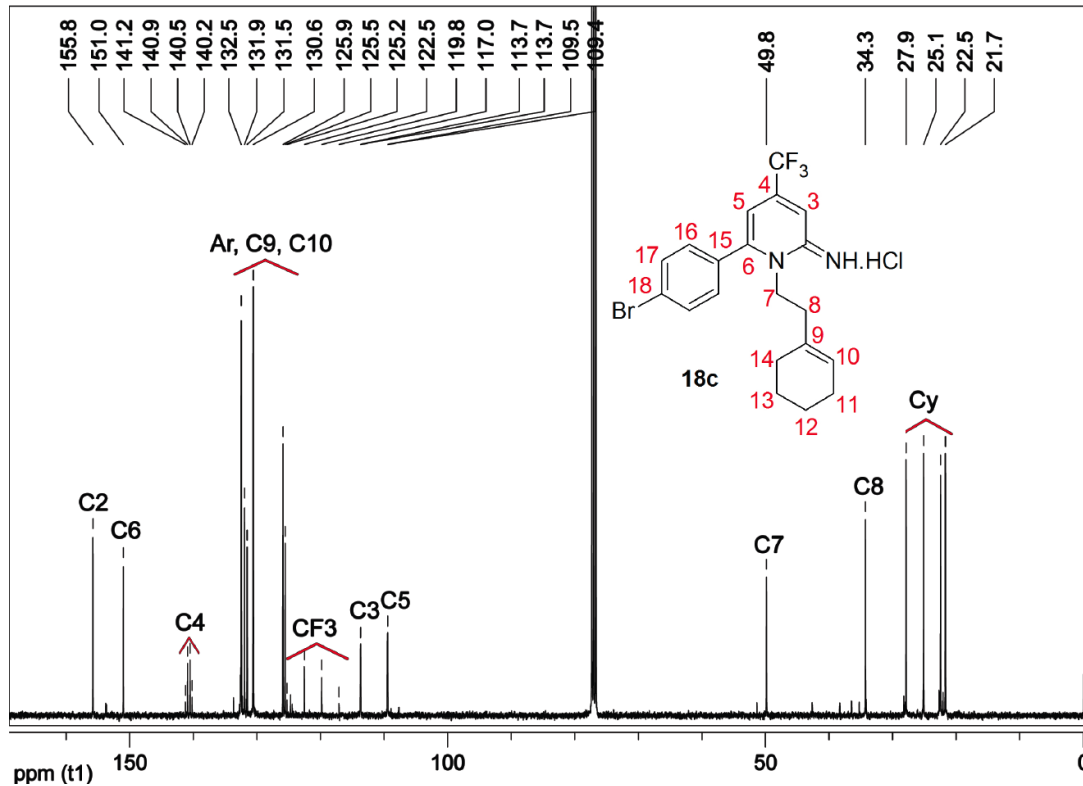 155.8 151.0 141.2 140.9 140.5 140.2 132.5 131.9 131.5 130.6 125.9 125.5 125.2 122.5 119.8 117.0 113.7 113.7 109.5 109.4 49.8 34.3 27.9 25.1 22.5 21.7
CF3
4
5 3
16 15
17 6 N NH.HCl
18 7 8
Br 9
14 10
18c
13 11
12
Ar, C9, C10
Cy
C2
C6
C8
C7
C4
CF3
C3
C5
150 100 50 0
ppm (t1)